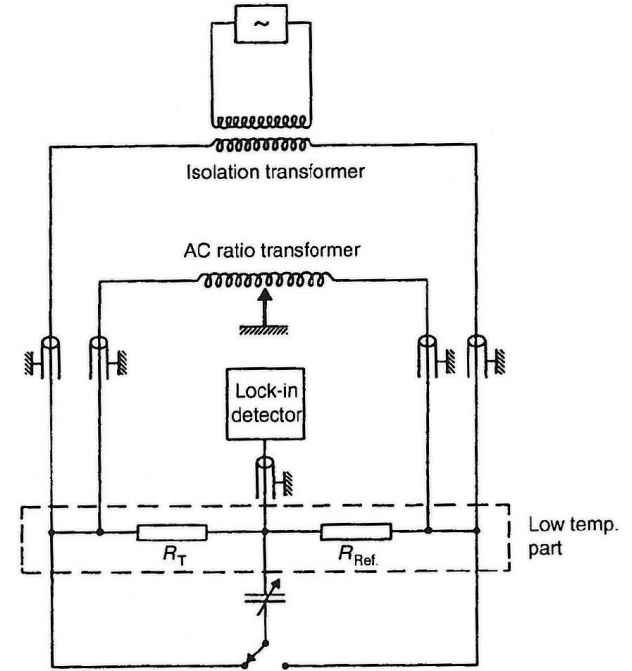 ~
Isolation transformer
AC ratio transformer
Lock-in
detector
Low temp.
part
R_T
R_Ref.